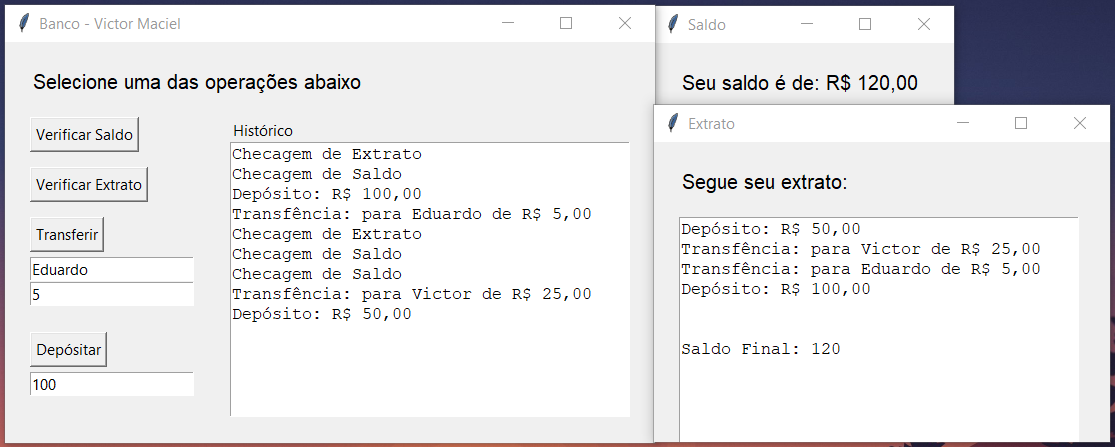 Banco - Victor Maciel
Selecione uma das operações abaixo
Verificar Saldo
Verificar Extrato
Transferir
Eduardo
5
Depósitar
100
Histórico
Checagem de Extrato
Checagem de Saldo
Depósito: R$ 100,00
Transfência: para Eduardo de R$ 5,00
Checagem de Extrato
Checagem de Saldo
Checagem de Saldo
Transfência: para Victor de R$ 25,00
Depósito: R$ 50,00
Saldo
Seu saldo é de: R$ 120,00
Extrato
Segue seu extrato:
Depósito: R$ 50,00
Transfência: para Victor de R$ 25,00
Transfência: para Eduardo de R$ 5,00
Depósito: R$ 100,00
Saldo Final: 120